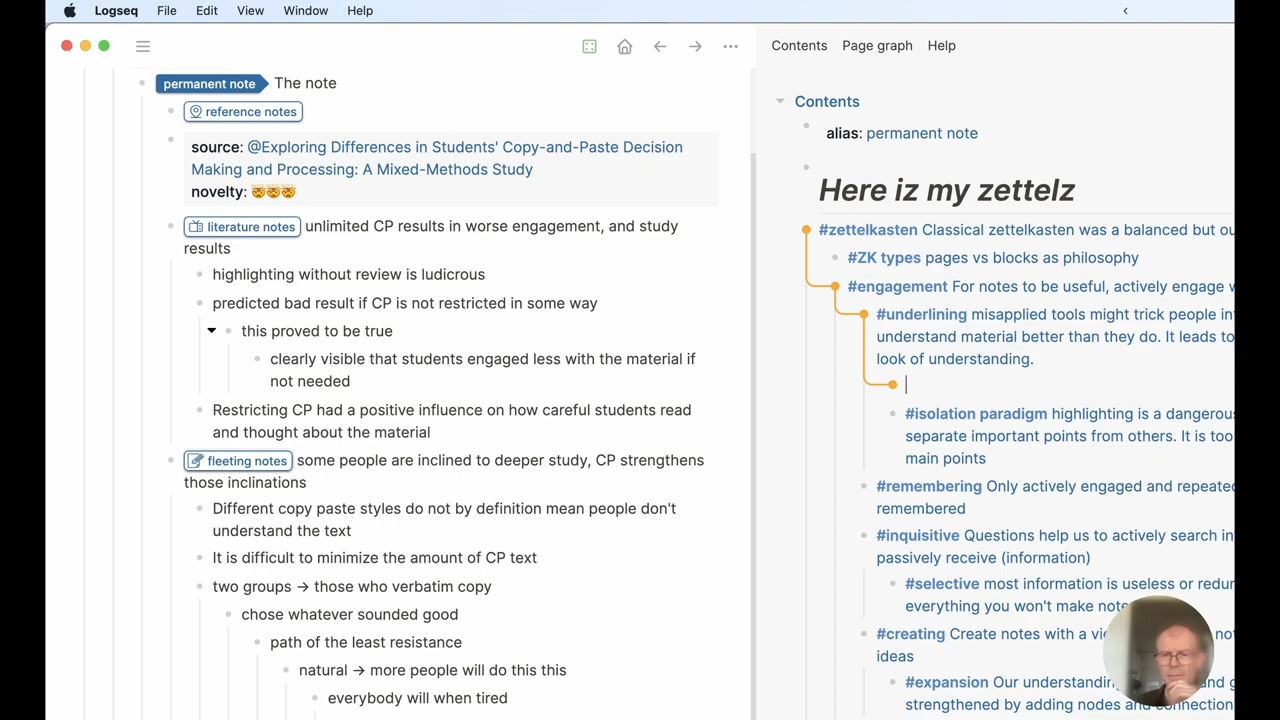 Logseq File Edit View Window Help
permanent note The note
reference notes
source: @Exploring Differences in Students' Copy-and-Paste Decision
Making and Processing: A Mixed-Methods Study
novelty: 🤯🤯🤯
literature notes unlimited CP results in worse engagement, and study
results
highlighting without review is ludicrous
predicted bad result if CP is not restricted in some way
this proved to be true
clearly visible that students engaged less with the material if
not needed
Restricting CP had a positive influence on how careful students read
and thought about the material
fleeting notes some people are inclined to deeper study, CP strengthens
those inclinations
Different copy paste styles do not by definition mean people don't
understand the text
It is difficult to minimize the amount of CP text
two groups → those who verbatim copy
chose whatever sounded good
path of the least resistance
natural → more people will do this this
everybody will when tired
Contents Page graph Help
Contents
alias: permanent note
Here iz my zettelz
#zettelkasten Classical zettelkasten was a balanced but
#ZK types pages vs blocks as philosophy
#engagement For notes to be useful, actively engage
#underlining misapplied tools might trick people
understand material better than they do. It leads to
look of understanding.
#isolation paradigm highlighting is a
separate important points from others. It is too
main points
#remembering Only actively engaged and
remembered
#inquisitive Questions help us to actively search
passively receive (information)
#selective most information is useless or
everything you won't make
#creating Create notes with a
ideas
#expansion Our
strengthened by adding nodes and